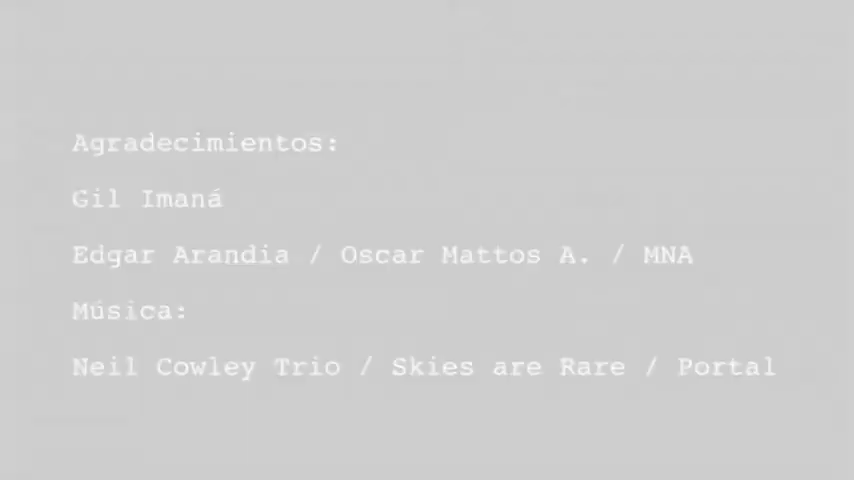 Agradecimientos:
Gil Imaná
Edgar Arandia / Oscar Mattos A. / MNA
Música:
Neil Cowley Trio / Skies are Rare / Portal